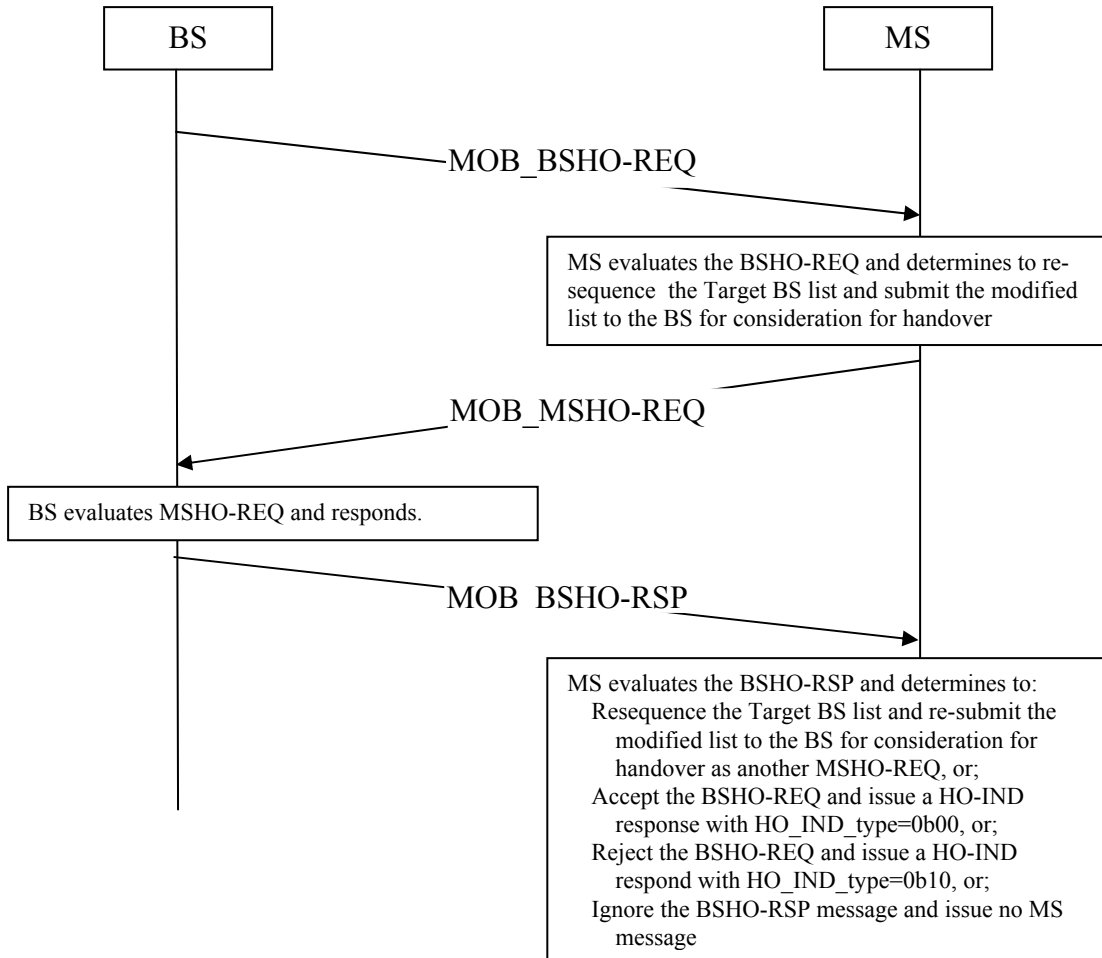 BS
MS
MOB_BSHO-REQ
MS evaluates the BSHO-REQ and determines to re-
sequence the Target BS list and submit the modified
list to the BS for consideration for handover
MOB_MSHO-REQ
BS evaluates MSHO-REQ and responds.
MOB_BSHO-RSP
MS evaluates the BSHO-RSP and determines to:
Resequence the Target BS list and re-submit the
modified list to the BS for consideration for
handover as another MSHO-REQ, or;
Accept the BSHO-REQ and issue a HO-IND
response with HO_IND_type=0b00, or;
Reject the BSHO-REQ and issue a HO-IND
respond with HO_IND_type=0b10, or;
Ignore the BSHO-RSP message and issue no MS
message